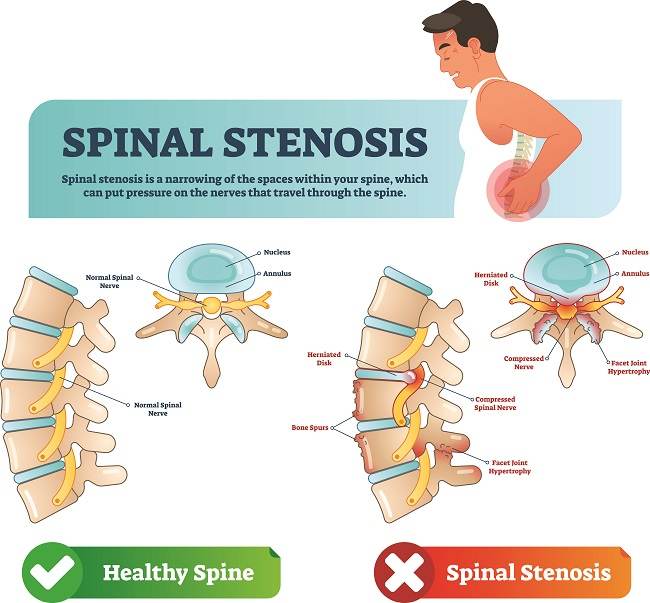 SPINAL STENOSIS
Spinal stenosis is a narrowing of the spaces within your spine, which
can put pressure on the nerves that travel through the spine.
Nucleus
Annulus
Normal Spinal
Nerve
Normal Spinal
Nerve
Nucleus
Annulus
Herniated
Disk
Compressed
Nerve
Facet Joint
Hypertrophy
Herniated
Disk
Compressed
Spinal Nerve
Bone Spurs
Facet Joint
Hypertrophy
Healthy Spine
Spinal Stenosis